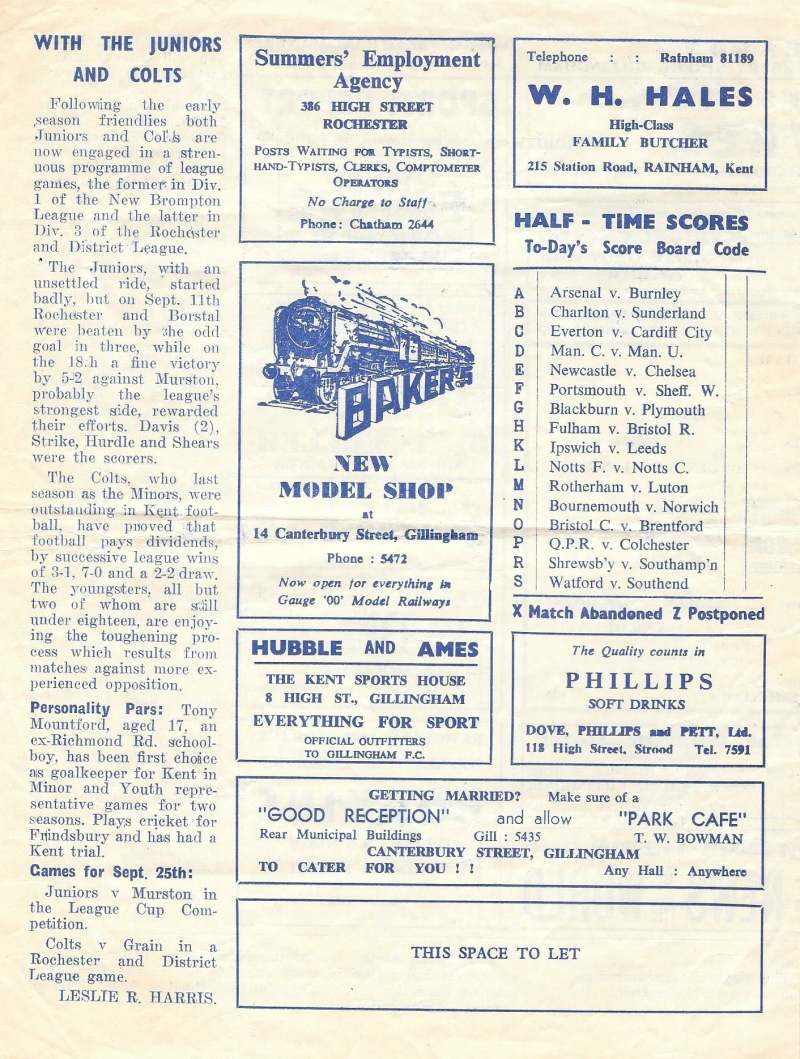 WITH THE JUNIORS
AND COLTS
Following the early
season friendlies both
Juniors and Colts are
now engaged in a stren-
uous programme of league
games, the former in Div.
1 of the New Brompton
League and the latter in
Div. 3 of the Rochester
and District League.
The Juniors, with an
unsettled ride, started
badly, but on Sept. 11th
Rochester and Borstal
were beaten by the odd
goal in three, while on
the 18.h a fine victory
by 5-2 against Murston,
probably the league's
strongest side, rewarded
their efforts. Davis (2),
Strike, Hurdle and Shears
were the scorers.
The Colts, who last
season as the Minors, were
outstanding in Kent foot-
ball, have proved that
football pays dividends,
by successive league wins
of 3-1, 7-0 and a 2-2 draw.
The youngsters, all but
two of whom are still
under eighteen, are enjoy-
ing the toughening pro-
cess which results from
matches against more ex-
perienced opposition.
Personality Pars: Tony
Mountford, aged 17, an
ex-Richmond Rd. school-
boy, has been first choice
as goalkeeper for Kent in
Minor and Youth repre-
sentative games for two
seasons. Plays cricket for
Frindsbury and has had a
Kent trial.
Games for Sept. 25th:
Juniors v Murston in
the League Cup Com-
petition.
Colts v Grain in a
Rochester and District
League game.
LESLIE R. HARRIS.
Summers' Employment
Agency
386 HIGH STREET
ROCHESTER
POSTS WAITING FOR TYPISTS, SHORT-
HAND-TYPISTS, CLERKS, COMPTOMETER
OPERATORS
No Charge to Staff
Phone: Chatham 2644
BAKER'S
NEW
MODEL SHOP
at
14 Canterbury Street, Gillingham
Phone : 5472
Now open for everything in
Gauge '00' Model Railways
HUBBLE AND AMES
THE KENT SPORTS HOUSE
8 HIGH ST., GILLINGHAM
EVERYTHING FOR SPORT
OFFICIAL OUTFITTERS
TO GILLINGHAM F.C.
Telephone : : Rainham 81189
W. H. HALES
High-Class
FAMILY BUTCHER
215 Station Road, RAINHAM, Kent
HALF - TIME SCORES
To-Day's Score Board Code
A Arsenal v. Burnley
B Charlton v. Sunderland
C Everton v. Cardiff City
D Man. C. v. Man. U.
E Newcastle v. Chelsea
F Portsmouth v. Sheff. W.
G Blackburn v. Plymouth
H Fulham v. Bristol R.
K Ipswich v. Leeds
L Notts F. v. Notts C.
M Rotherham v. Luton
N Bournemouth v. Norwich
O Bristol C. v. Brentford
P Q.P.R. v. Colchester
R Shrewsb'y v. Southamp'n
S Watford v. Southend
X Match Abandoned Z Postponed
The Quality counts in
PHILLIPS
SOFT DRINKS
DOVE, PHILLIPS and PETT, Ltd.
118 High Street, Strood Tel. 7591
GETTING MARRIED? Make sure of a
"GOOD RECEPTION" and allow "PARK CAFE"
Rear Municipal Buildings Gill : 5435 T. W. BOWMAN
CANTERBURY STREET, GILLINGHAM
TO CATER FOR YOU ! ! Any Hall : Anywhere
THIS SPACE TO LET